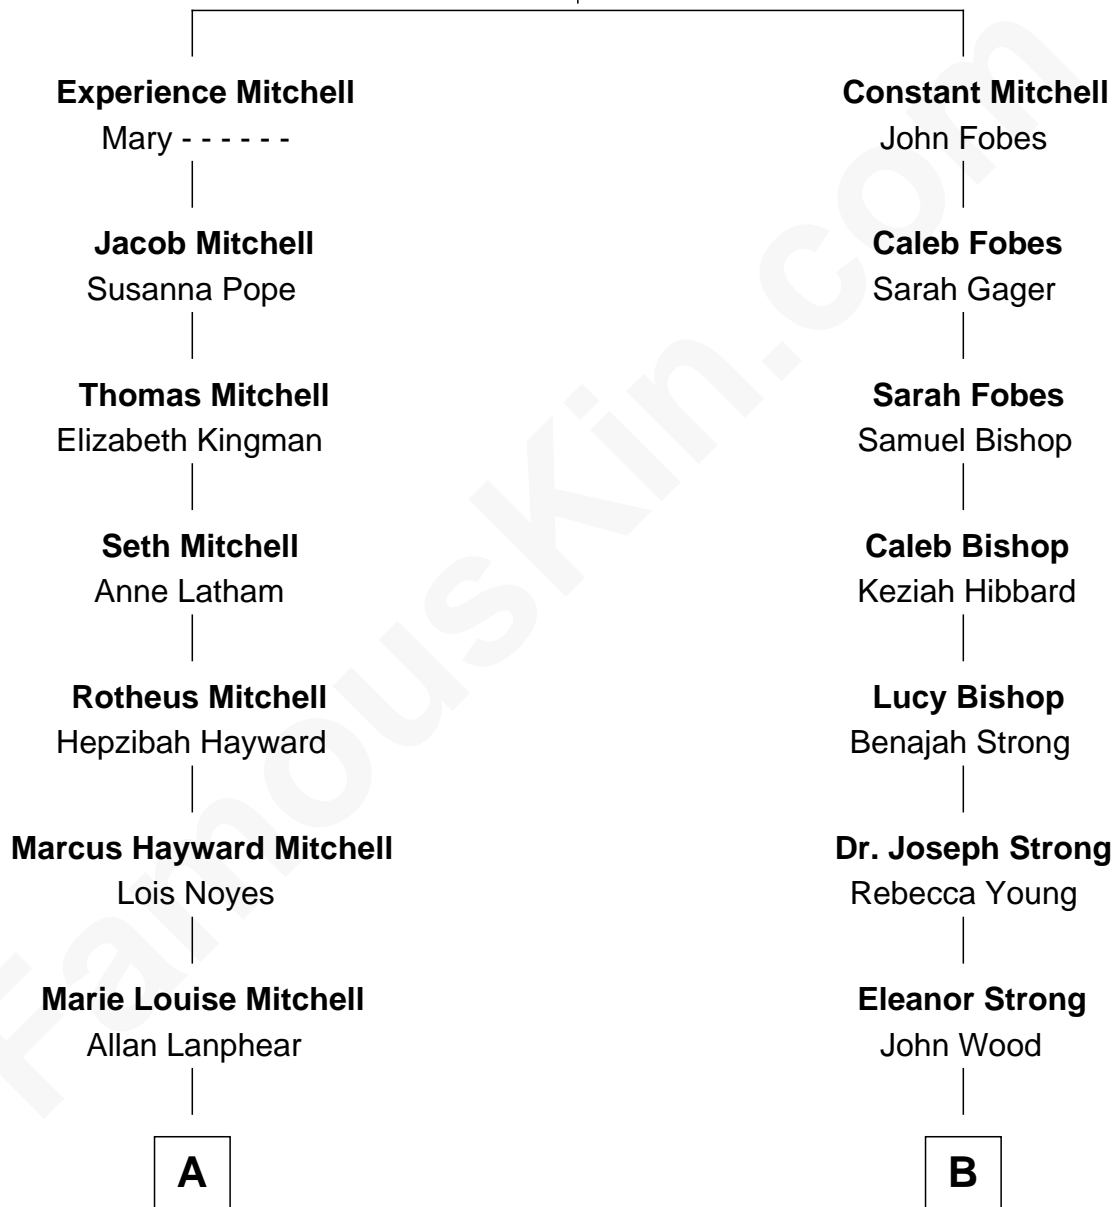 Experience Mitchell
Mary - - - - - -
Constant Mitchell
John Fobes
Jacob Mitchell
Susanna Pope
Caleb Fobes
Sarah Gager
Thomas Mitchell
Elizabeth Kingman
Sarah Fobes
Samuel Bishop
Seth Mitchell
Anne Latham
Caleb Bishop
Keziah Hibbard
Rotheus Mitchell
Hepzibah Hayward
Lucy Bishop
Benajah Strong
Marcus Hayward Mitchell
Lois Noyes
Dr. Joseph Strong
Rebecca Young
Marie Louise Mitchell
Allan Lanphear
Eleanor Strong
John Wood
A
B
FamousKin.com